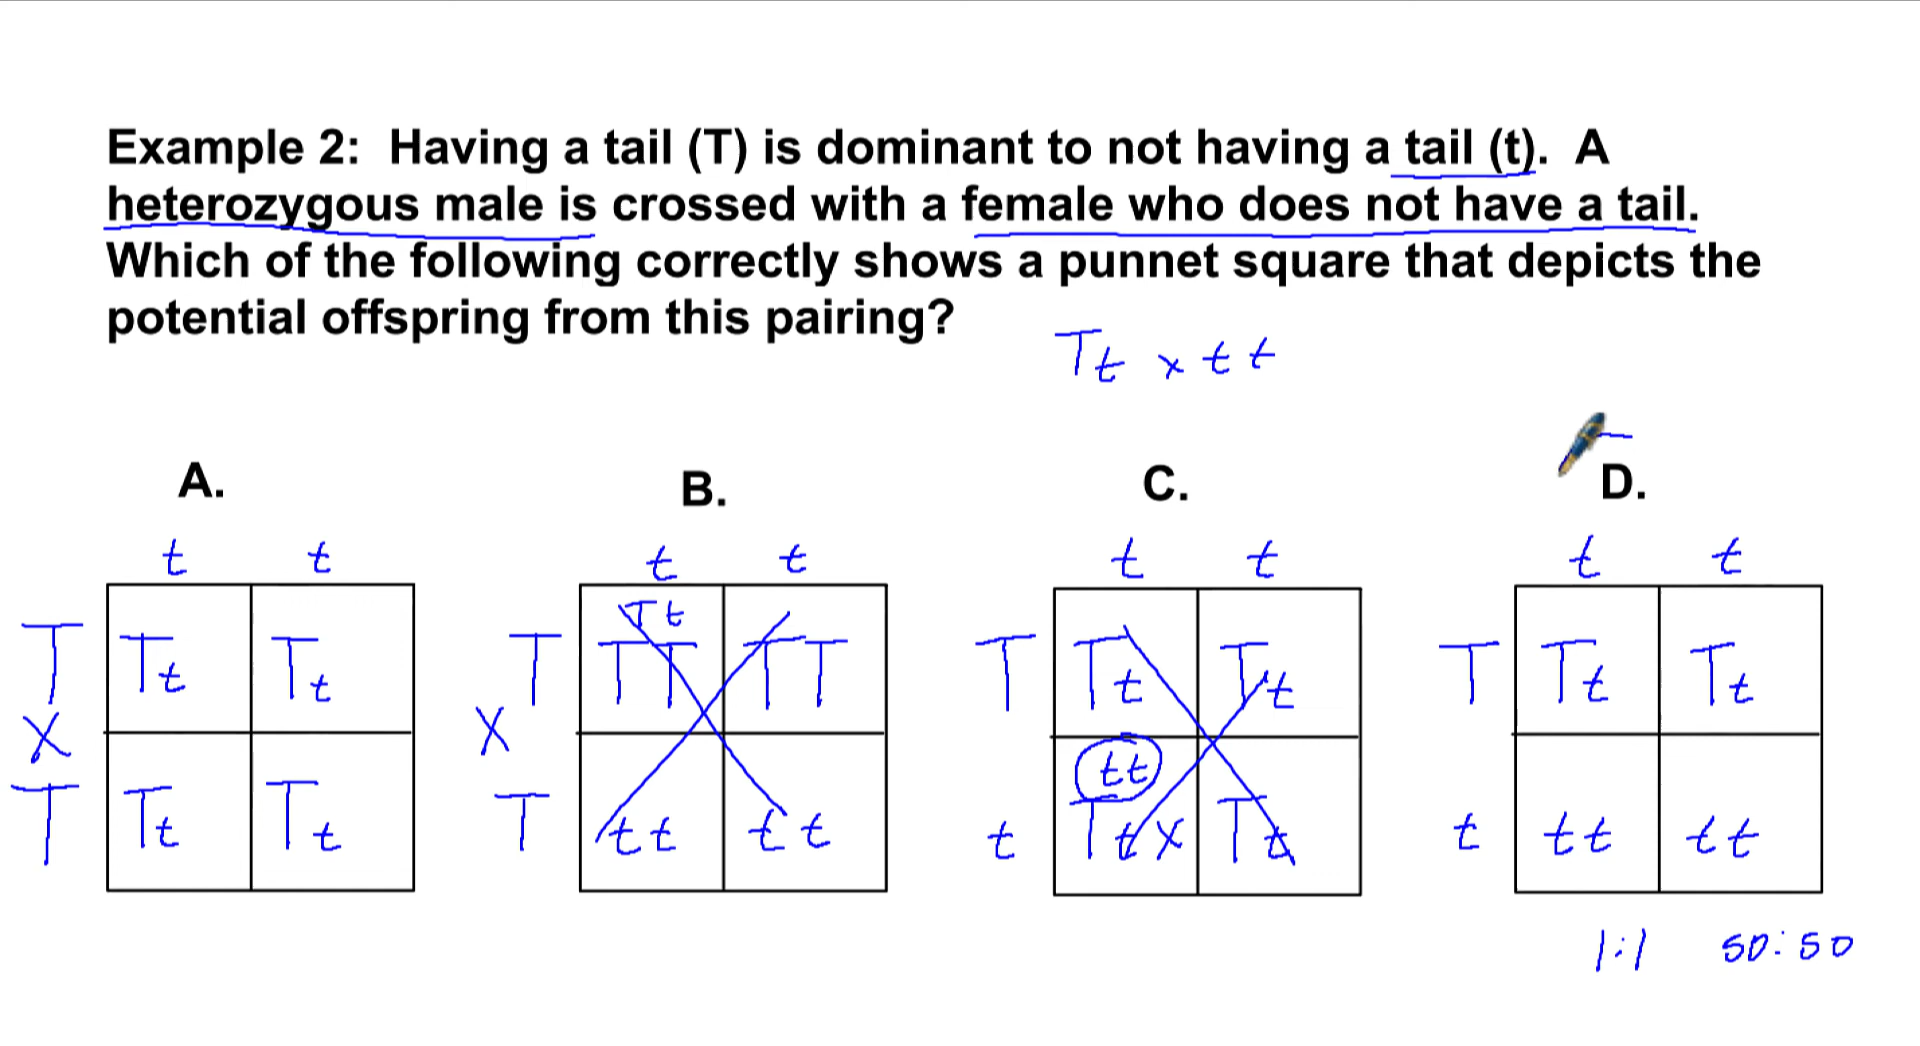 Example 2: Having a tail (T) is dominant to not having a tail (t). A
heterozygous male is crossed with a female who does not have a tail.
Which of the following correctly shows a punnet square that depicts the
potential offspring from this pairing?
Tt x tt
A.
t t
T Tt Tt
X
T Tt Tt
B.
t t
Tt
T TT TT
X
T tt tt
C.
t t
T Tt Tt
tt
t Tt x Tt
D.
t t
T Tt Tt
t tt tt
1:1 50:50